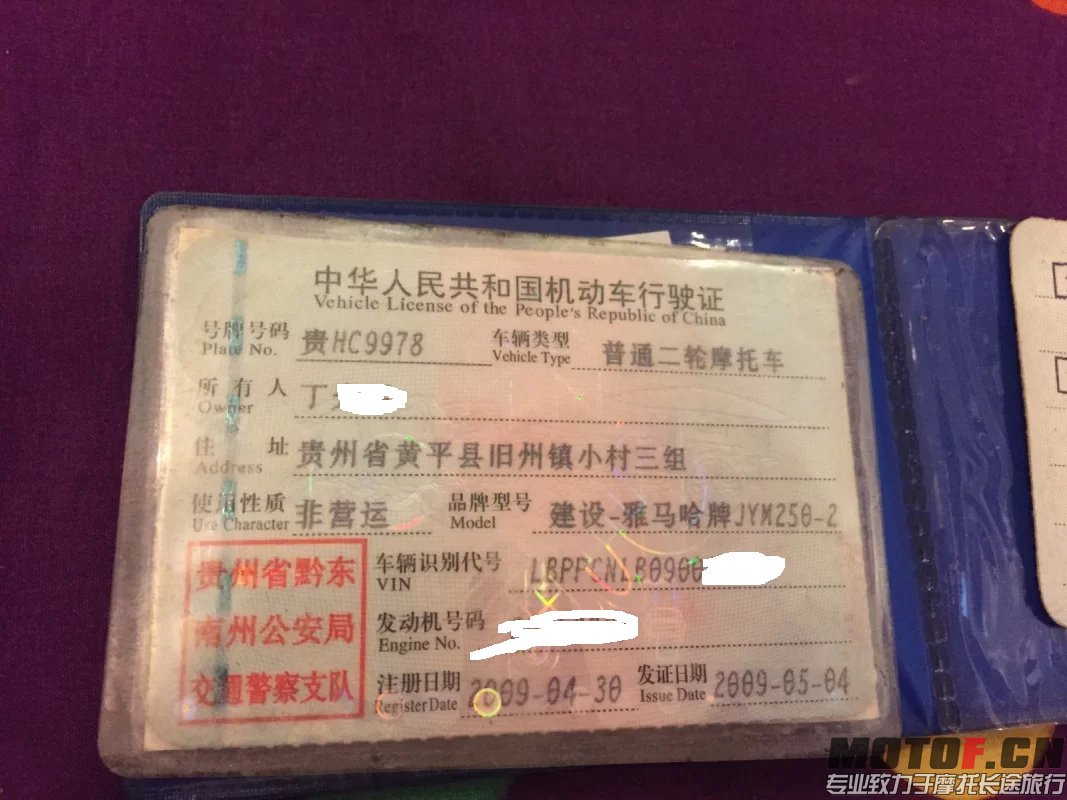 中华人民共和国机动车行驶证
Vehicle License of the People's Republic of China
号牌号码 贵HC9978 车辆类型 普通二轮摩托车
Plate No. Vehicle Type
所有人 丁
Owner
住址 贵州省黄平县旧州镇小村三组
Address
使用性质 非营运 品牌型号 建设-雅马哈牌JYM250-2
Use Character Model
贵州省黔东
南州公安局
交通警察支队
车辆识别代号 LBPPCNLB0900
VIN
发动机号码
Engine No.
注册日期 2009-04-30 发证日期 2009-05-04
Register Date Issue Date
MOTOF.CN
专业致力于摩托长途旅行